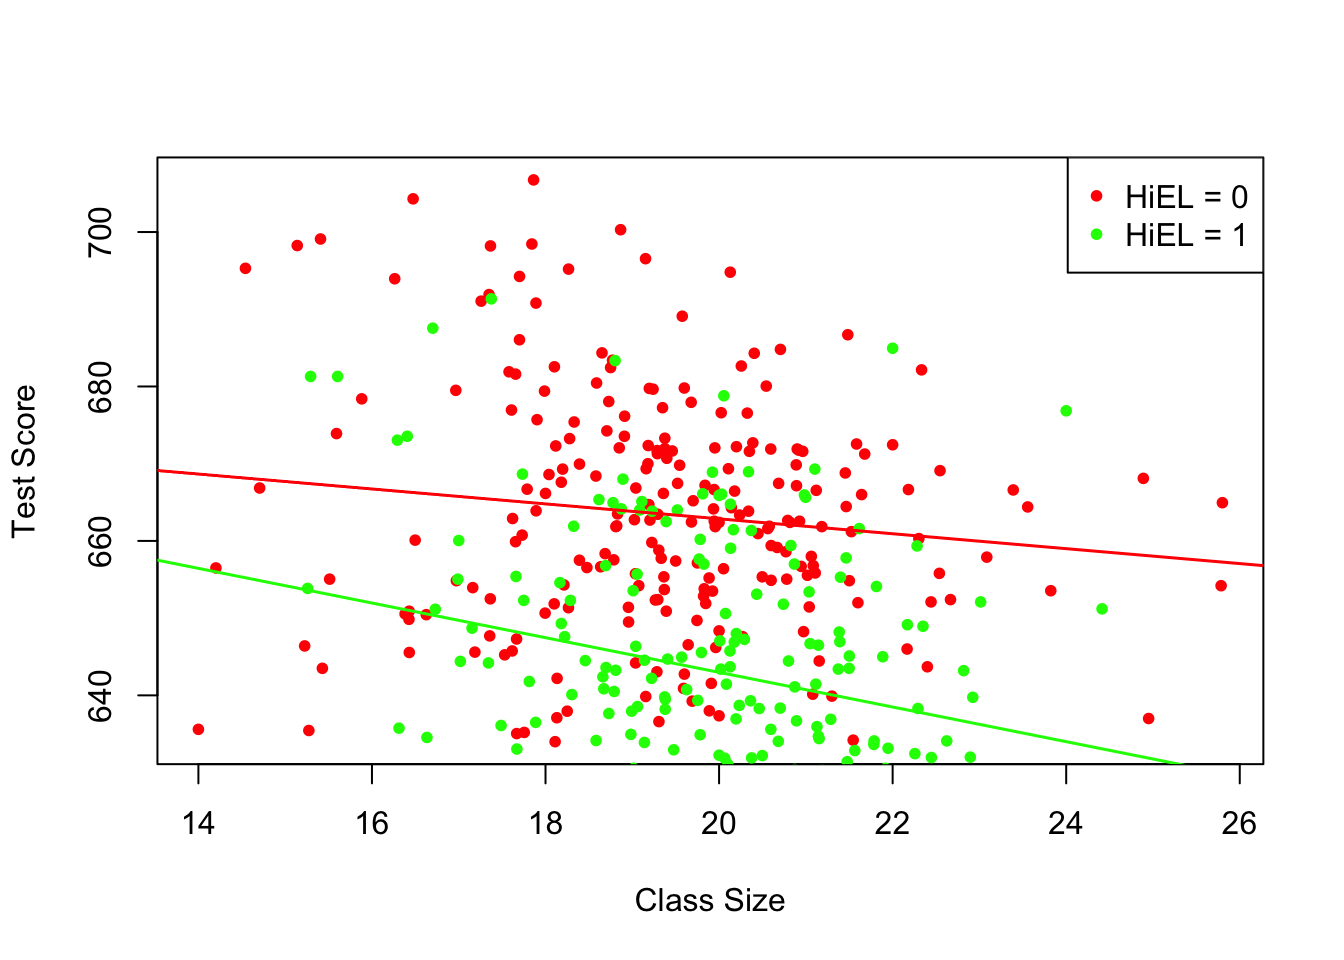 HiEL = 0
HiEL = 1
Test Score
700
680
660
640
14 16 18 20 22 24 26
Class Size